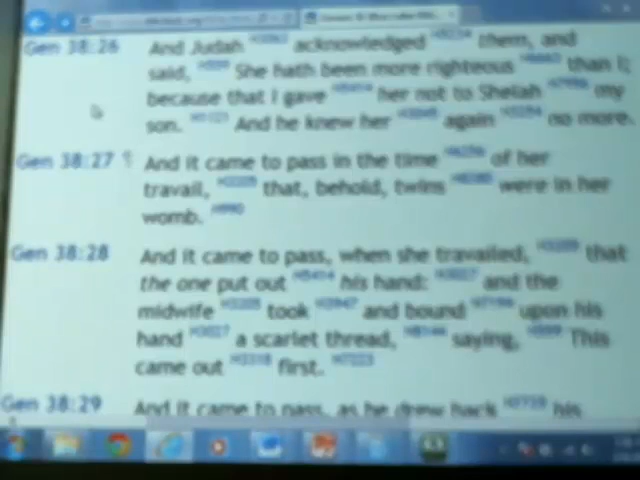 Gen 38:26 And Judah acknowledged them, and
said, She hath been more righteous than I;
because that I gave her not to Shelah my
son. And he knew her again no more.
Gen 38:27 ¶ And it came to pass in the time of her
travail, that, behold, twins were in her
womb.
Gen 38:28 And it came to pass, when she travailed, that
the one put out his hand: and the
midwife took and bound upon his
hand H3027 a scarlet thread, saying, This
came out H3318 first.
Gen 38:29 And it came to pass, as he drew back his